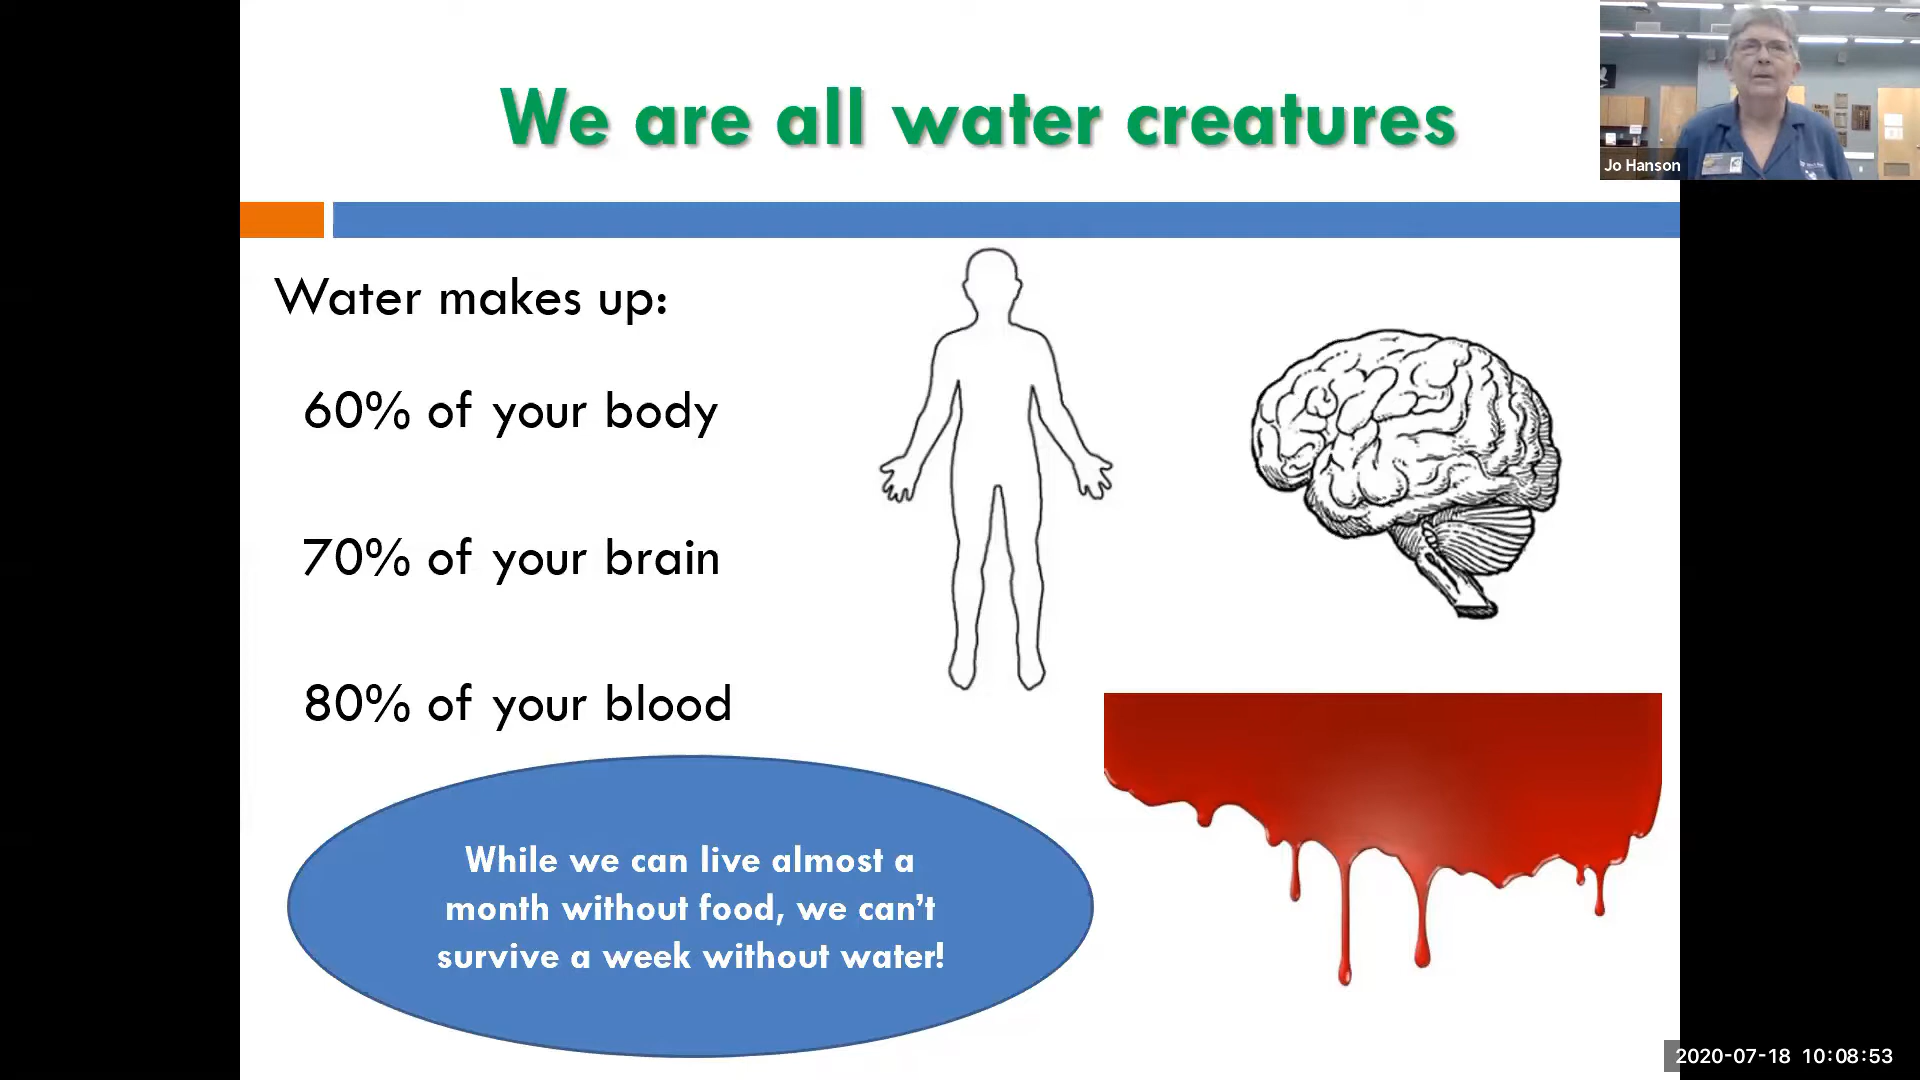 We are all water creatures
Jo Hanson
Water makes up:
60% of your body
70% of your brain
80% of your blood
While we can live almost a
month without food, we can't
survive a week without water!
2020-07-18 10:08:53